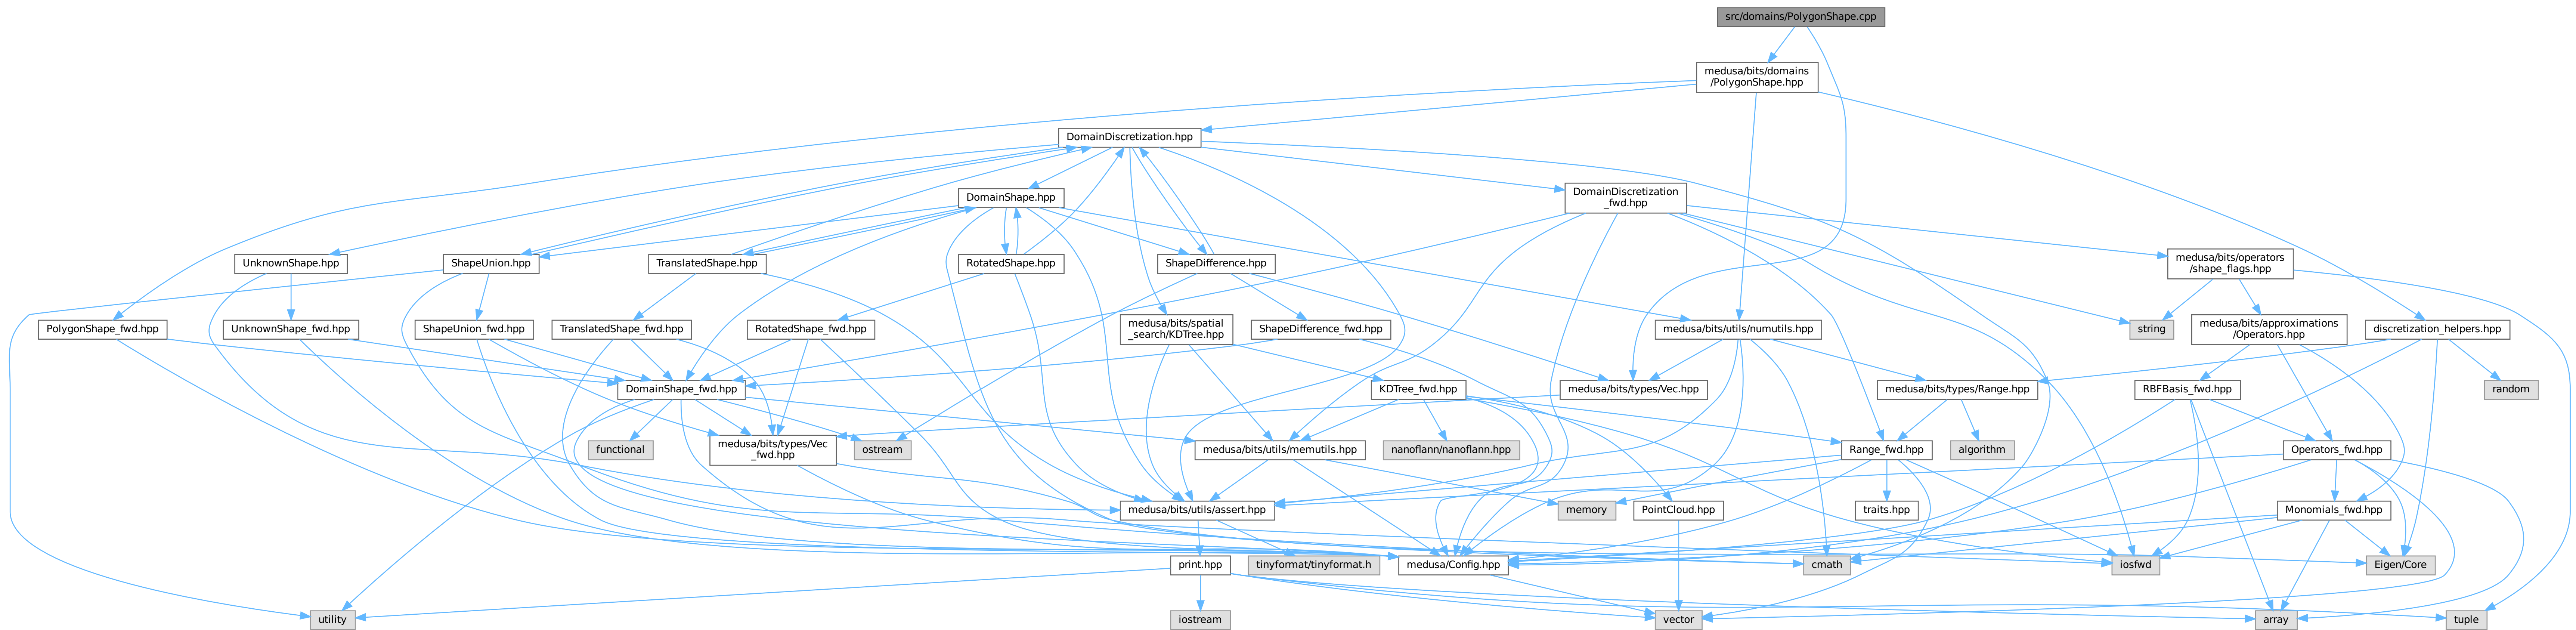 src/domains/PolygonShape.cpp
medusa/bits/domains
/PolygonShape.hpp
DomainDiscretization.hpp
DomainShape.hpp
DomainDiscretization
_fwd.hpp
UnknownShape.hpp
ShapeUnion.hpp
TranslatedShape.hpp
RotatedShape.hpp
ShapeDifference.hpp
medusa/bits/operators
/shape_flags.hpp
PolygonShape_fwd.hpp
UnknownShape_fwd.hpp
ShapeUnion_fwd.hpp
TranslatedShape_fwd.hpp
RotatedShape_fwd.hpp
medusa/bits/spatial
_search/KDTree.hpp
ShapeDifference_fwd.hpp
medusa/bits/utils/numutils.hpp
string
medusa/bits/approximations
/Operators.hpp
discretization_helpers.hpp
DomainShape_fwd.hpp
KDTree_fwd.hpp
medusa/bits/types/Vec.hpp
medusa/bits/types/Range.hpp
RBFBasis_fwd.hpp
random
functional
medusa/bits/types/Vec
_fwd.hpp
ostream
medusa/bits/utils/memutils.hpp
nanoflann/nanoflann.hpp
Range_fwd.hpp
algorithm
Operators_fwd.hpp
medusa/bits/utils/assert.hpp
memory
PointCloud.hpp
traits.hpp
Monomials_fwd.hpp
print.hpp
tinyformat/tinyformat.h
medusa/Config.hpp
cmath
iosfwd
Eigen/Core
utility
iostream
vector
array
tuple